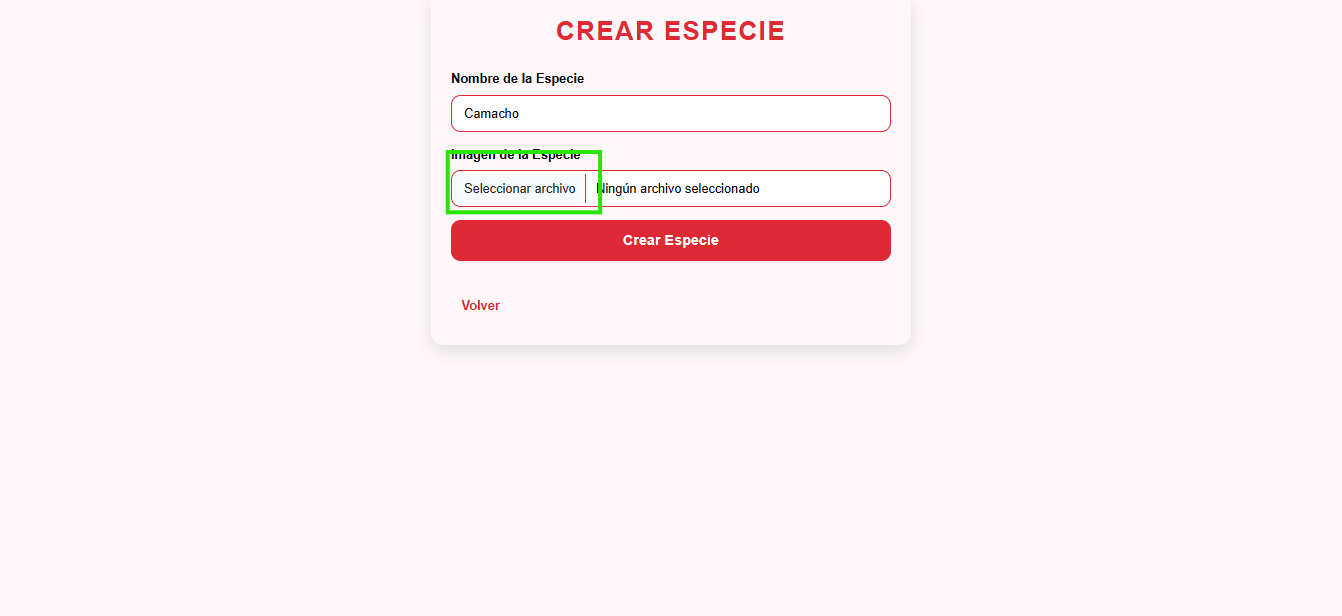 CREAR ESPECIE
Nombre de la Especie
Camacho
Imagen de la Especie
Seleccionar archivo Ningún archivo seleccionado
Crear Especie
Volver